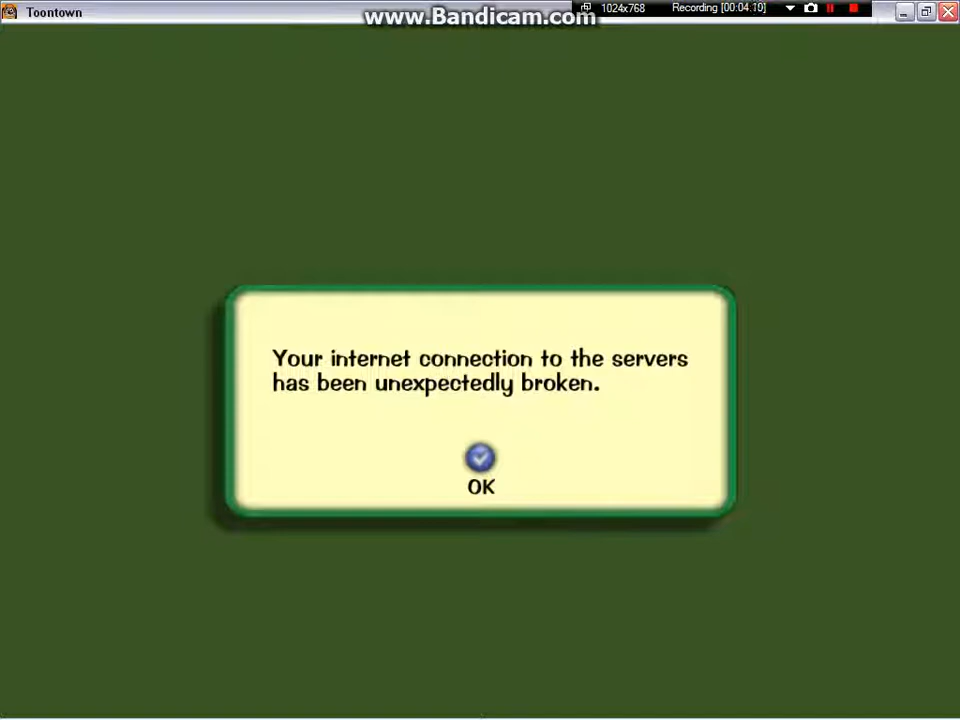 Toontown
www.Bandicam.com
1024x768
Recording [00:04:19]
Your internet connection to the servers
has been unexpectedly broken.
OK